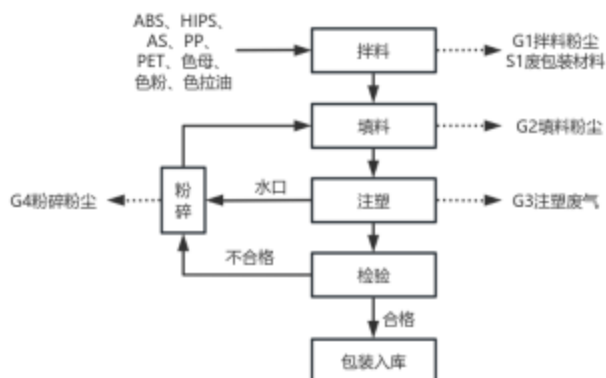 ABS、HIPS、
AS、PP、
PET、色母、
色粉、色拉油
拌料
G1拌料粉尘
S1废包装材料
填料
G2填料粉尘
G4粉碎粉尘
粉
碎
水口
注塑
G3注塑废气
不合格
检验
合格
包装入库